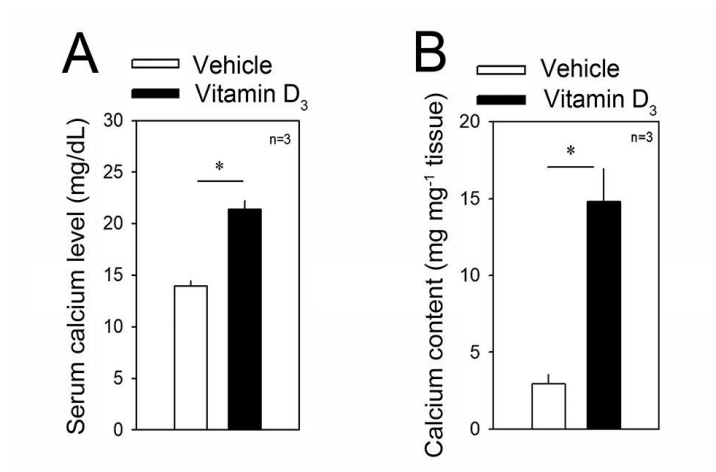 A
Vehicle
Vitamin D₃
Serum calcium level (mg/dL)
30
25
20
15
10
5
0
n=3
*
B
Vehicle
Vitamin D₃
Calcium content (mg mg⁻¹ tissue)
20
15
10
5
0
n=3
*